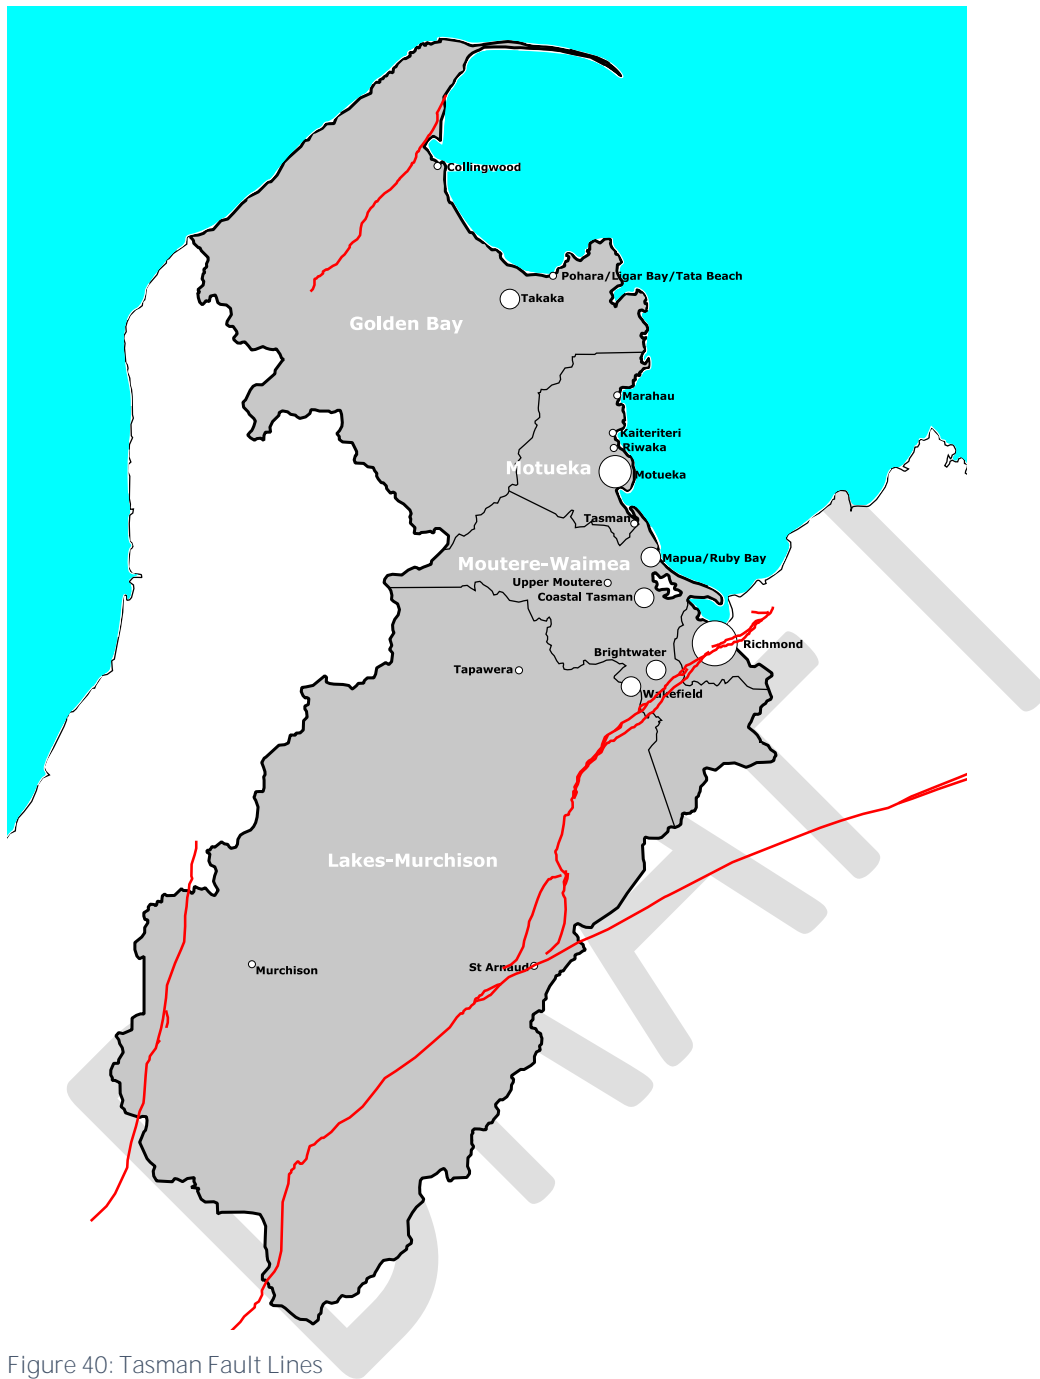 Collingwood
Pohara/Ligar Bay/Tata Beach
Takaka
Golden Bay
Marahau
Kaiteriteri
Riwaka
Motueka
Motueka
Tasman
Moutere-Waimea
Mapua/Ruby Bay
Upper Moutere
Coastal Tasman
Richmond
Brightwater
Tapawera
Wakefield
Lakes-Murchison
St Arnaud
Murchison
DRAFT
Figure 40: Tasman Fault Lines